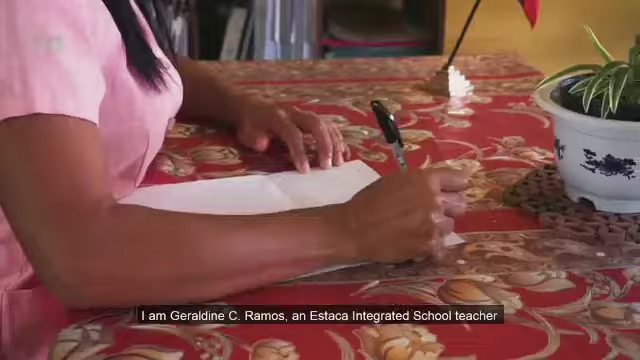 I am Geraldine C. Ramos, an Estaca Integrated School teacher